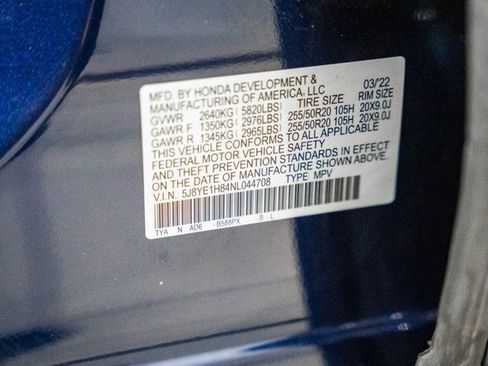 MFD. BY HONDA DEVELOPMENT & 03/'22
MANUFACTURING OF AMERICA, LLC
GVWR 2640KG(5820LBS) TIRE SIZE RIM SIZE
GAWR F 1350KG(2976LBS) 255/50R20 105H 20X9.0J
GAWR R 1345KG(2965LBS) 255/50R20 105H 20X9.0J
THIS VEHICLE CONFORMS TO ALL APPLICABLE
FEDERAL MOTOR VEHICLE SAFETY
AND THEFT PREVENTION STANDARDS IN EFFECT
ON THE DATE OF MANUFACTURE SHOWN ABOVE.
V.I.N. 5J8YE1H84NL044708 TYPE MPV
TYA N AD6 -B588PX -B-L